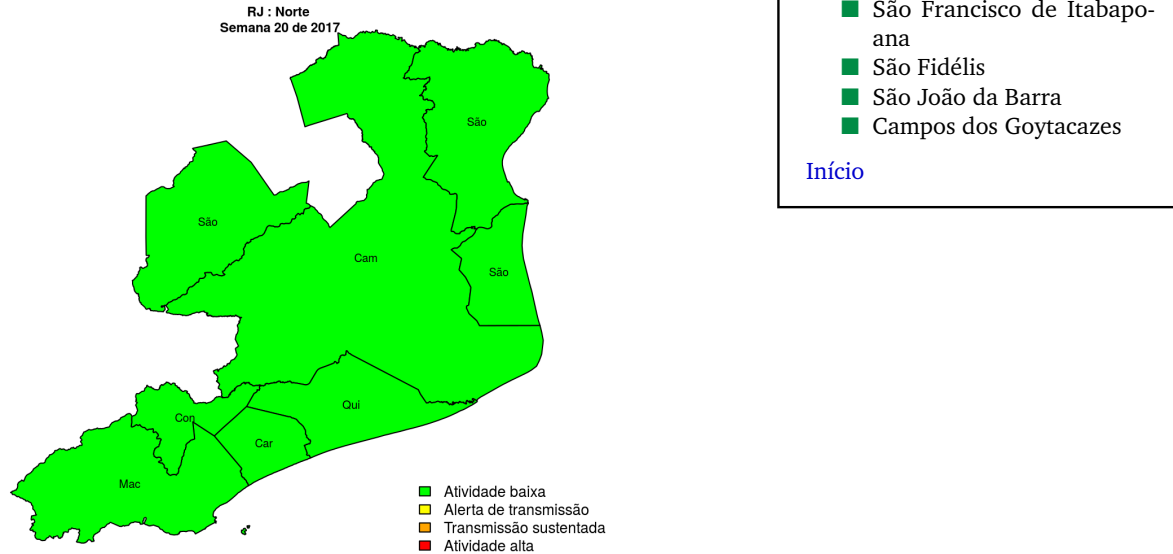 RJ : Norte
Semana 20 de 2017
São
São
Cam
São
Qui
Con
Car
Mac
Atividade baixa
Alerta de transmissão
Transmissão sustentada
Atividade alta
São Francisco de Itabapo-
ana
São Fidélis
São João da Barra
Campos dos Goytacazes
Início